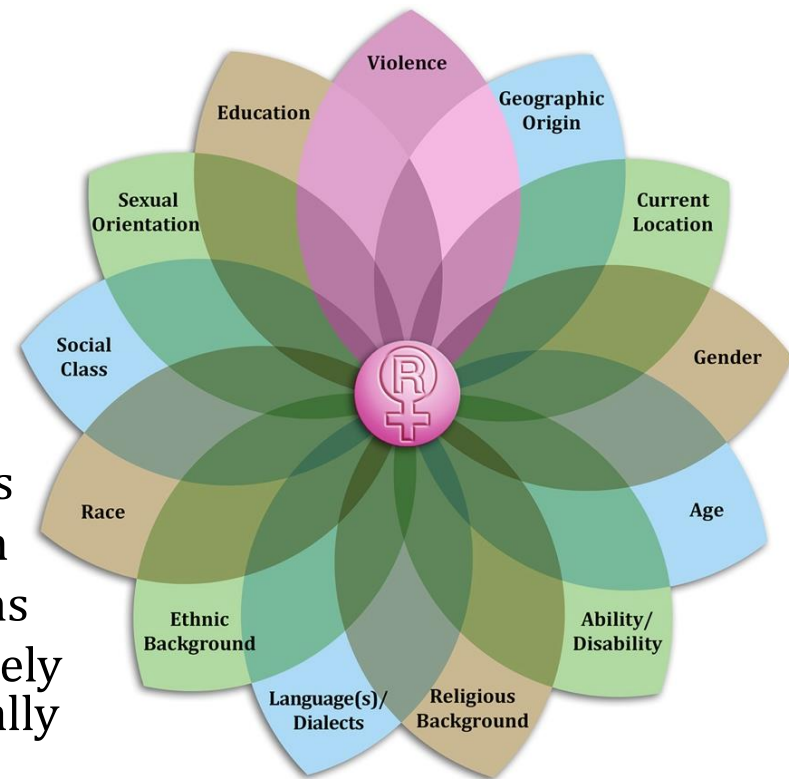 Violence
Geographic
Origin
Current
Location
Gender
Age
Ability/
Disability
Religious
Background
Language(s)/
Dialects
Ethnic
Background
Race
Social
Class
Sexual
Orientation
Education
R